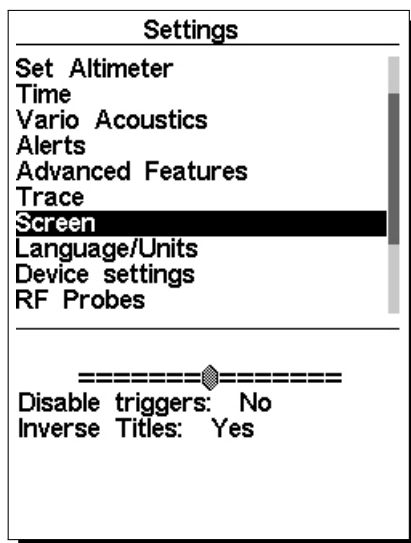 Settings
Set Altimeter
Time
Vario Acoustics
Alerts
Advanced Features
Trace
Screen
Language/Units
Device settings
RF Probes
Disable triggers: No
Inverse Titles: Yes